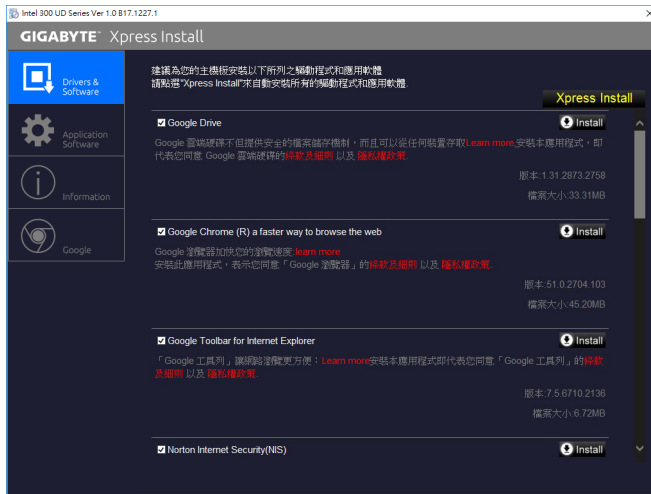 Intel 300 UD Series Ver 1.0 B17.1227.1
GIGABYTE™ Xpress Install
Drivers &
Software
Application
Software
Information
Google
建議為您的主機板安裝以下所列之驅動程式和應用軟體
請點選"Xpress Install"來自動安裝所有的驅動程式和應用軟體.
Xpress Install
Google Drive
Install
Google 雲端硬碟不但提供安全的檔案儲存機制，而且可以從任何裝置存取Learn more.安裝本應用程式，即
代表您同意 Google 雲端硬碟的條款及細則 以及 隱私權政策.
版本:1.31.2873.2758
檔案大小:33.31MB
Google Chrome (R) a faster way to browse the web
Install
Google 瀏覽器加快您的瀏覽速度.learn more
安裝此應用程式，表示您同意「Google 瀏覽器」的條款及細則 以及 隱私權政策.
版本:51.0.2704.103
檔案大小:45.20MB
Google Toolbar for Internet Explorer
Install
「Google 工具列」讓網路瀏覽更方便：Learn more安裝本應用程式即代表您同意「Google 工具列」的條款
及細則 以及 隱私權政策.
版本:7.5.6710.2136
檔案大小:6.72MB
Norton Internet Security(NIS)
Install